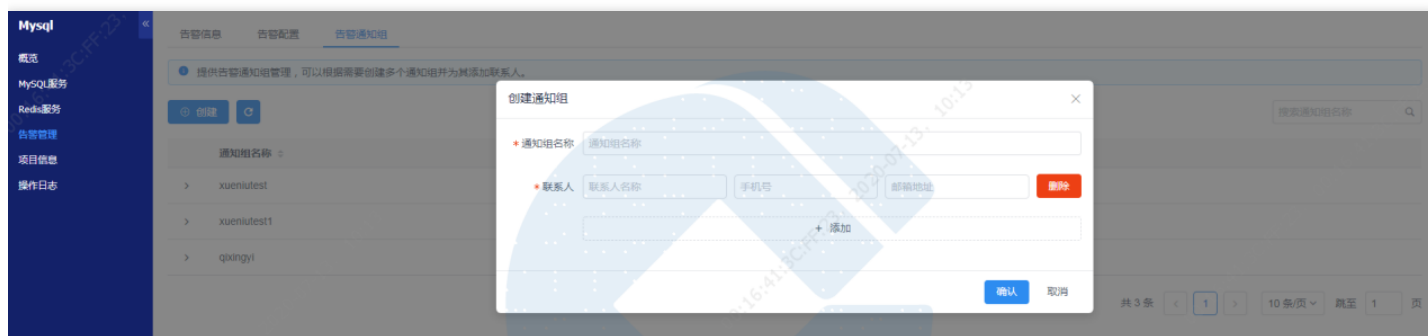 Mysql
«
概览
MySQL服务
Redis服务
告警管理
项目信息
操作日志
告警信息 告警配置 告警通知组
提供告警通知组管理，可以根据需要创建多个通知组并为其添加联系人。
创建 搜索通知组名称
通知组名称
xueniutest
xueniutest1
qixingyi
创建通知组
* 通知组名称 通知组名称
* 联系人 联系人名称 手机号 邮箱地址 删除
+ 添加
确认 取消
共 3 条 < 1 > 10 条/页 跳至 1 页